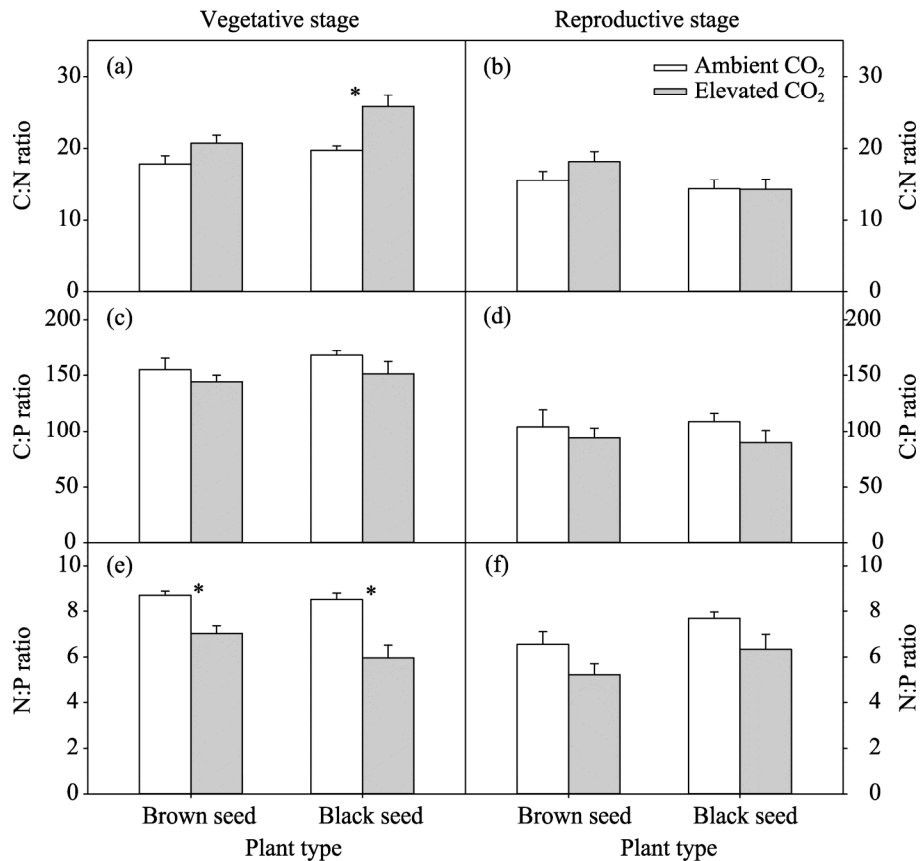 Vegetative stage
Reproductive stage
(a)
(b)
Ambient CO₂
Elevated CO₂
30
20
10
0
C:N ratio
*
30
20
10
0
C:N ratio
(c)
(d)
200
150
100
50
0
C:P ratio
200
150
100
50
0
C:P ratio
(e)
(f)
10
8
6
4
2
0
N:P ratio
*
*
10
8
6
4
2
0
N:P ratio
Brown seed
Black seed
Brown seed
Black seed
Plant type
Plant type